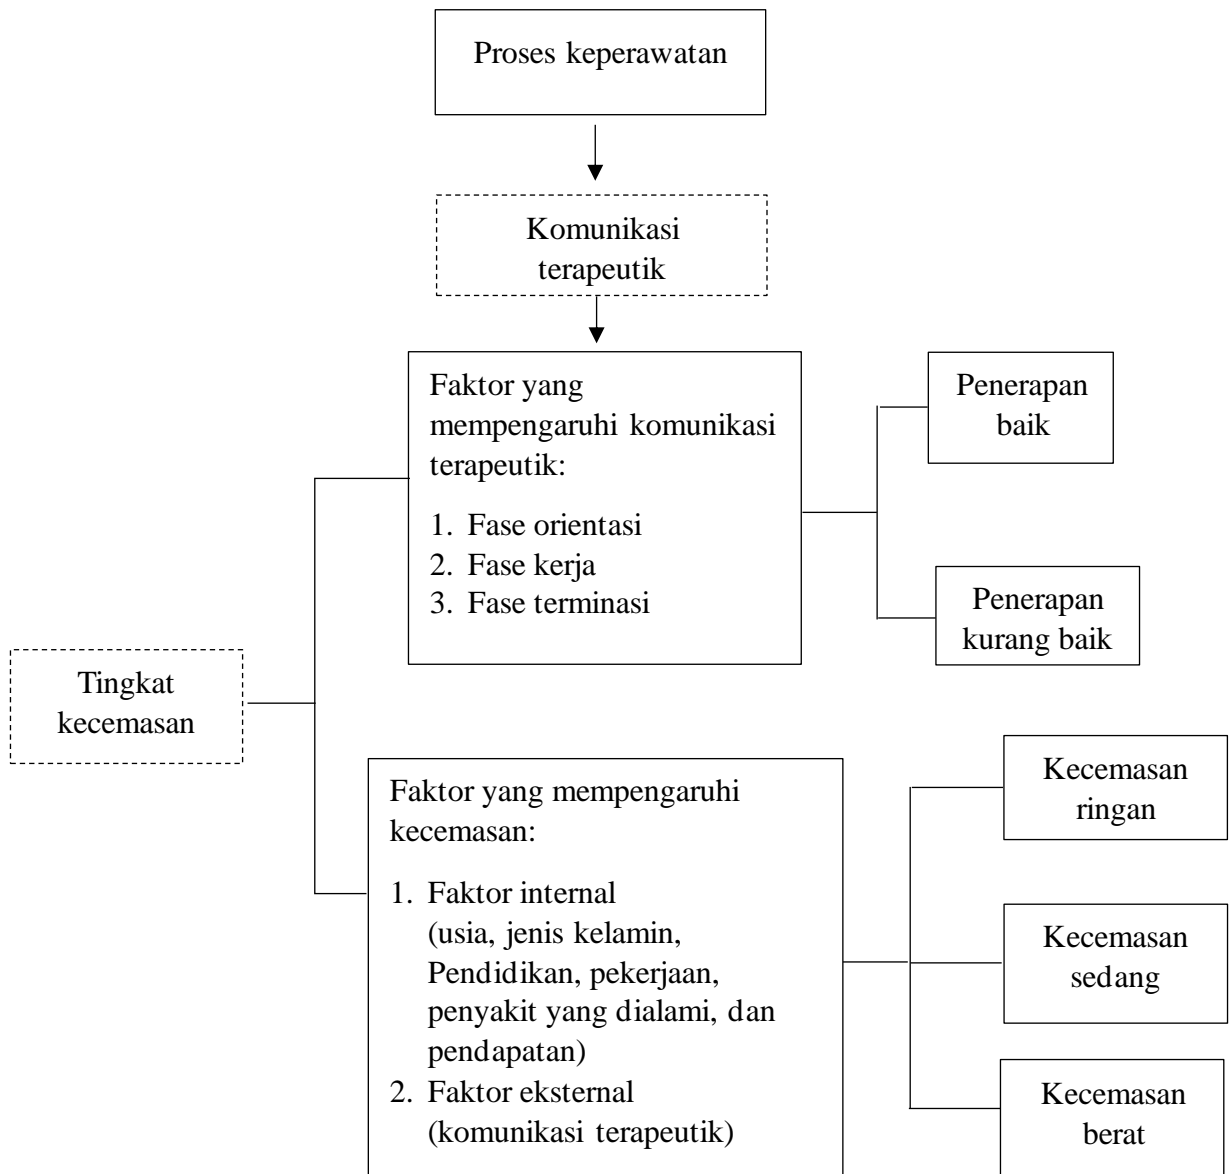 Proses keperawatan
Komunikasi
terapeutik
Faktor yang
mempengaruhi komunikasi
terapeutik:
1. Fase orientasi
2. Fase kerja
3. Fase terminasi
Penerapan
baik
Penerapan
kurang baik
Tingkat
kecemasan
Faktor yang mempengaruhi
kecemasan:
1. Faktor internal
(usia, jenis kelamin,
Pendidikan, pekerjaan,
penyakit yang dialami, dan
pendapatan)
2. Faktor eksternal
(komunikasi terapeutik)
Kecemasan
ringan
Kecemasan
sedang
Kecemasan
berat